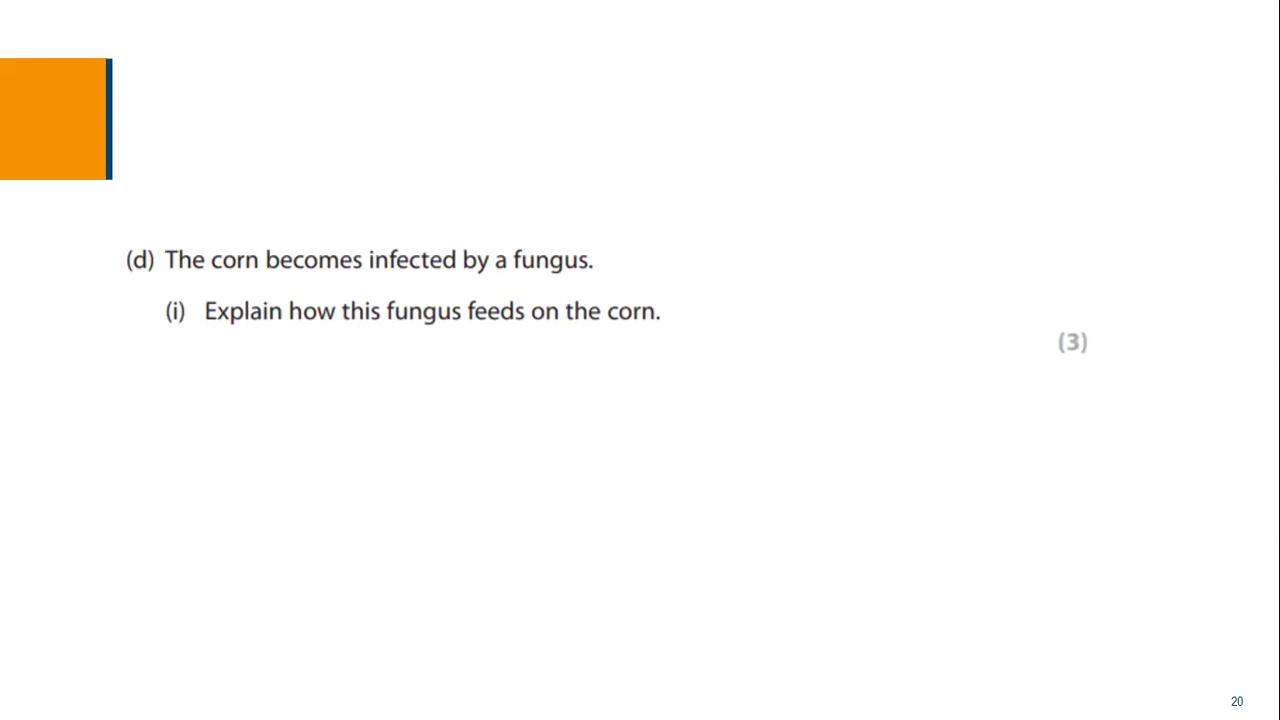 (d) The corn becomes infected by a fungus.
(i) Explain how this fungus feeds on the corn.
(3)
20